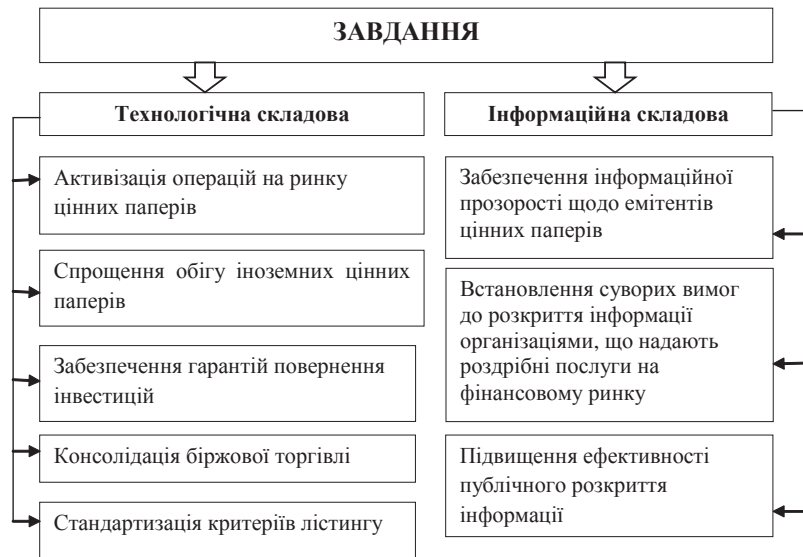 ЗАВДАННЯ
Технологічна складова
Активізація операцій на ринку
цінних паперів
Спрощення обігу іноземних цінних
паперів
Забезпечення гарантій повернення
інвестицій
Консолідація біржової торгівлі
Стандартизація критеріїв лістингу
Інформаційна складова
Забезпечення інформаційної
прозорості щодо емітентів
цінних паперів
Встановлення суворих вимог
до розкриття інформації
організаціями, що надають
роздрібні послуги на
фінансовому ринку
Підвищення ефективності
публічного розкриття
інформації